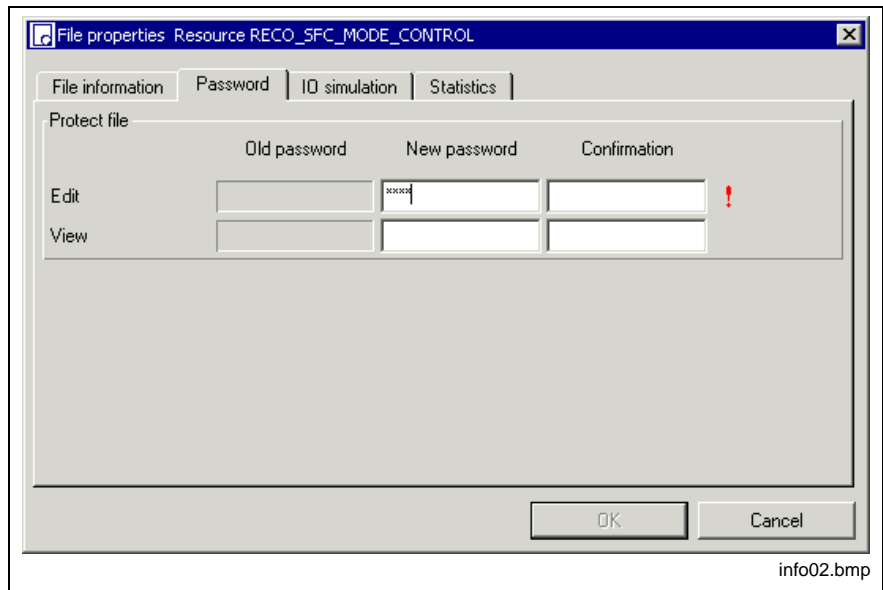 File properties Resource RECO_SFC_MODE_CONTROL
File information Password IO simulation Statistics
Protect file
Old password New password Confirmation
Edit **** !
View
OK Cancel
info02.bmp